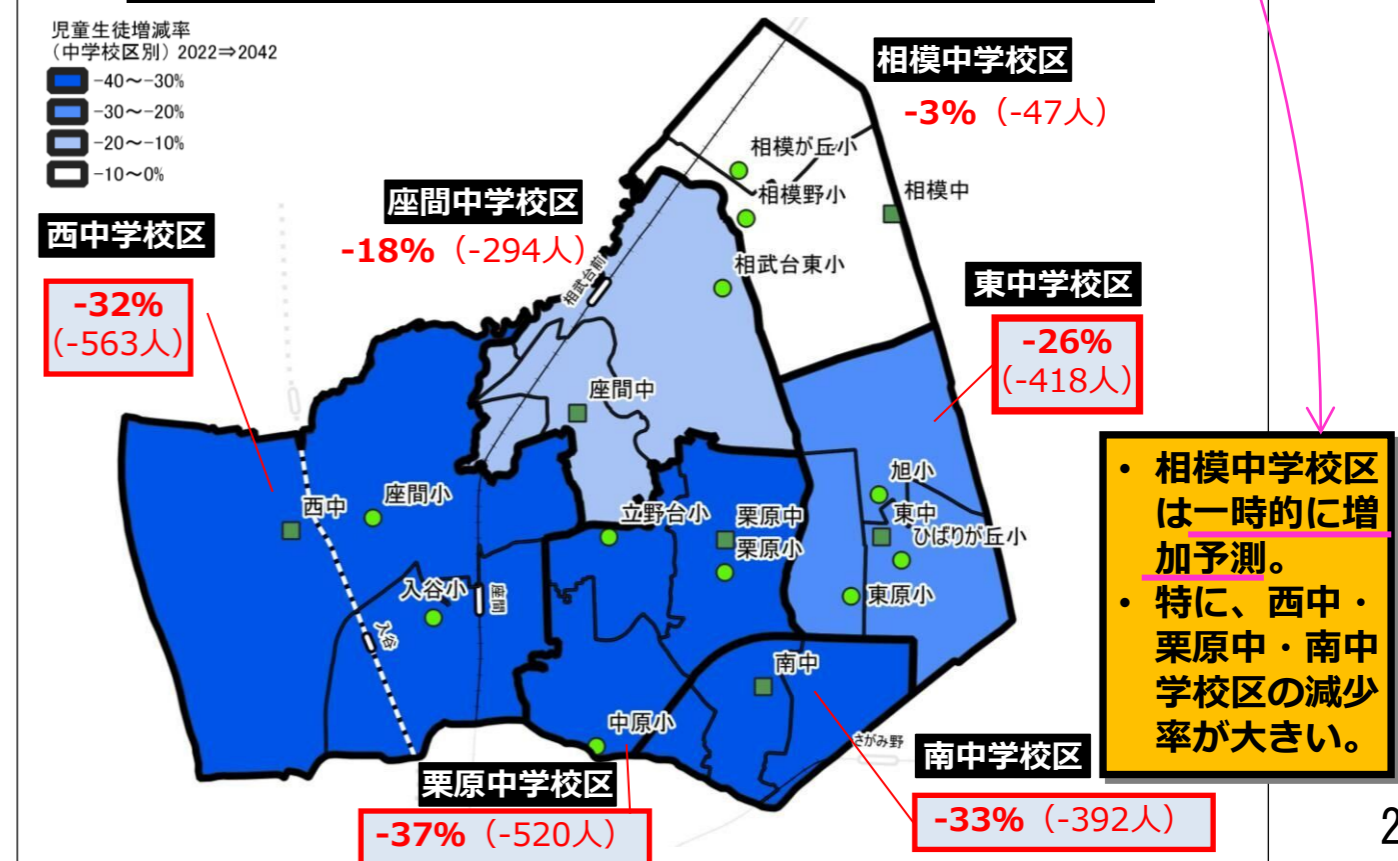 児童生徒増減率
（中学校区別）2022⇒2042
-40～-30%
-30～-20%
-20～-10%
-10～0%
相模中学校区
-3%（-47人）
相模が丘小
相模野小
相模中
座間中学校区
-18%（-294人）
西中学校区
相武台東小
相武台前
東中学校区
-32%
（-563人）
-26%
（-418人）
座間中
・ 相模中学校区
は一時的に増
加予測。
・ 特に、西中・
栗原中・南中
学校区の減少
率が大きい。
旭小
座間小
西中
立野台小
栗原中
東中
ひばりが丘小
栗原小
入谷小
座間
東原小
入谷
南中
中原小
さがみ野
南中学校区
栗原中学校区
-33%（-392人）
-37%（-520人）
2